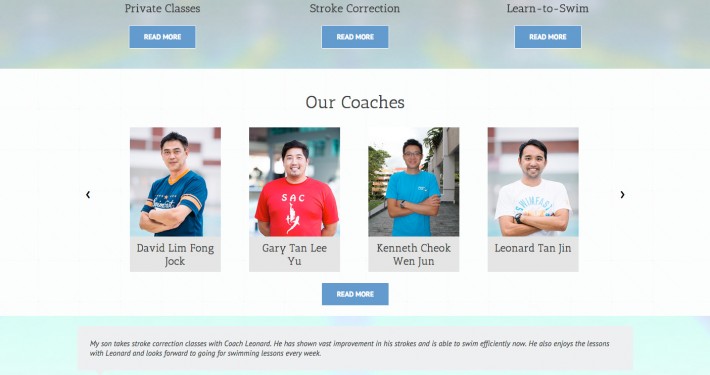 Private Classes
Stroke Correction
Learn-to-Swim
READ MORE
READ MORE
READ MORE
Our Coaches
SAC
SWIMFAST
David Lim Fong
Jock
Gary Tan Lee
Yu
Kenneth Cheok
Wen Jun
Leonard Tan Jin
READ MORE
My son takes stroke correction classes with Coach Leonard. He has shown vast improvement in his strokes and is able to swim efficiently now. He also enjoys the lessons
with Leonard and looks forward to going for swimming lessons every week.